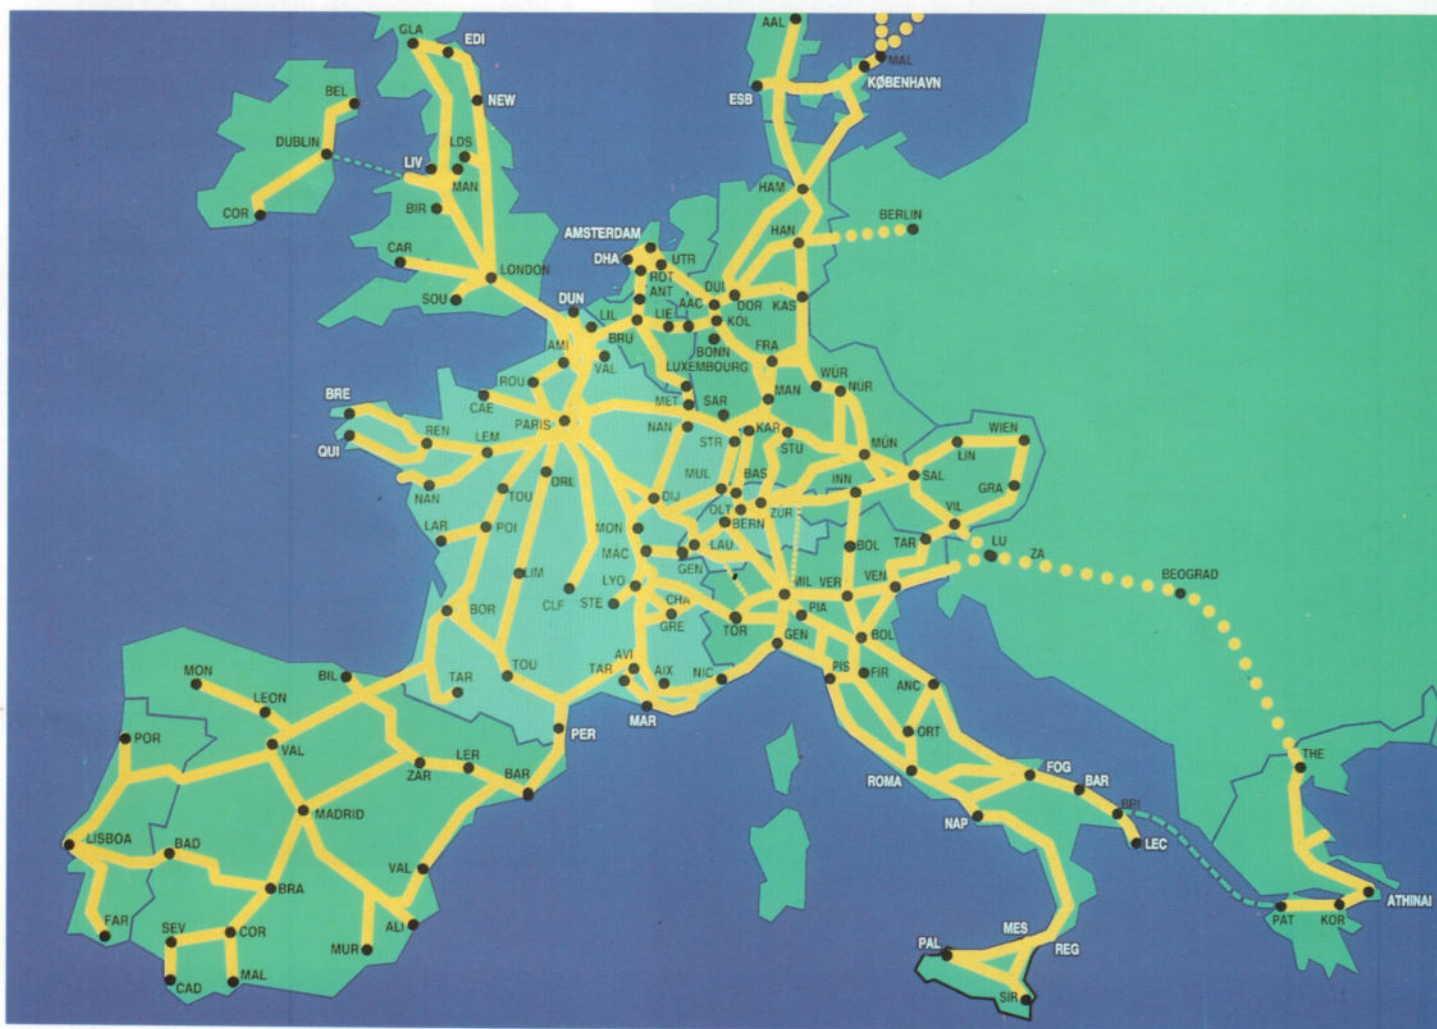 GLA
EDI
AAL
MAL
KØBENHAVN
ESB
BEL
NEW
DUBLIN
LDS
LIV
MAN
COR
BIR
HAM
BERLIN
HAN
AMSTERDAM
DHA
UTR
CAR
LONDON
ROT
SOU
DUN
ANT
AAC
DUI
DOR
KAS
LIL
LIE
KOL
BRU
BONN
AMI
VAL
LUXEMBOURG
FRA
ROU
WÜR
NÜR
BRE
CAE
MET
SAR
MAN
PARIS
REN
LEM
NAN
KAR
STR
STU
MÜN
WIEN
LIN
QUI
ORL
MUL
BAS
INN
SAL
GRA
NAN
TOU
DIJ
OLT
ZÜR
VIL
LAR
POI
MON
BERN
LAU
BOL
TAR
LU
ZA
MAC
GEN
LIM
CLF
LYO
STE
CHA
GRE
MIL
VER
VEN
BEOGRAD
BOR
TOR
PIA
GEN
BOL
MON
BIL
TAR
TOU
TAR
AVI
AIX
NIC
PIS
FIR
ANC
LEON
MAR
POR
VAL
PER
ORT
ZAR
LER
BAR
ROMA
FOG
BAR
THE
MADRID
NAP
BRI
LISBOA
BAD
VAL
LEC
BRA
ATHINAI
FAR
SEV
COR
ALI
MUR
PAT
KOR
PAL
MES
REG
CAD
MAL
SIR